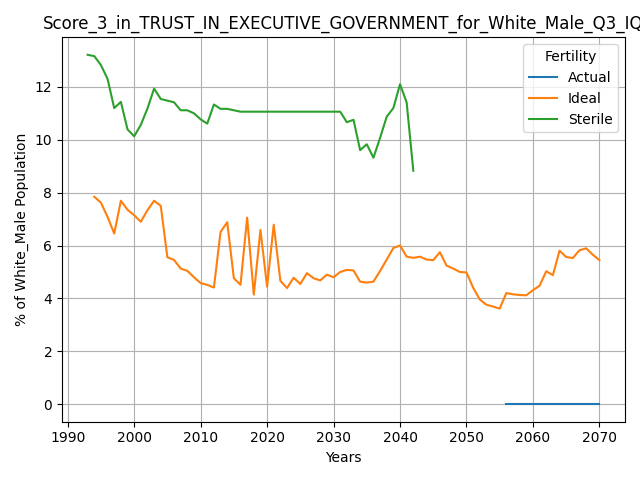 Score_3_in_TRUST_IN_EXECUTIVE_GOVERNMENT_for_White_Male_Q3_IQ
Fertility
Actual
Ideal
Sterile
% of White_Male Population
12
10
8
6
4
2
0
1990 2000 2010 2020 2030 2040 2050 2060 2070
Years